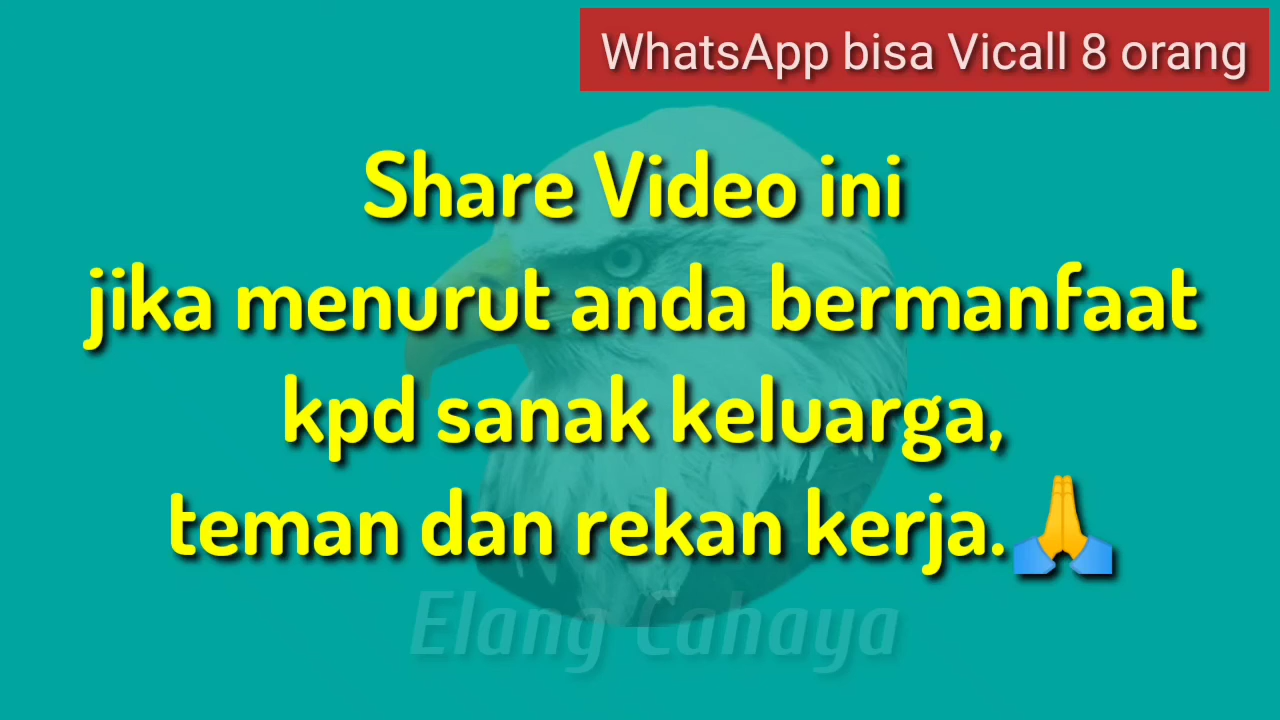 WhatsApp bisa Vicall 8 orang
Share Video ini
jika menurut anda bermanfaat
kpd sanak keluarga,
teman dan rekan kerja.🙏
Elang Cahaya